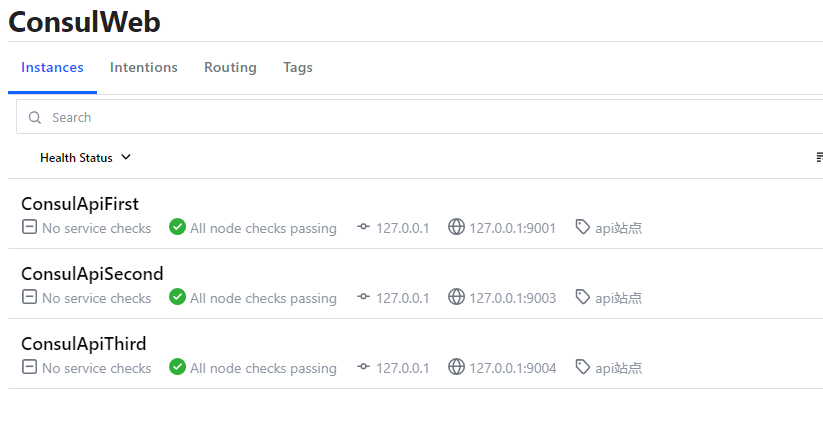 ConsulWeb
Instances Intentions Routing Tags
Search
Health Status
ConsulApiFirst
No service checks All node checks passing 127.0.0.1 127.0.0.1:9001 api站点
ConsulApiSecond
No service checks All node checks passing 127.0.0.1 127.0.0.1:9003 api站点
ConsulApiThird
No service checks All node checks passing 127.0.0.1 127.0.0.1:9004 api站点